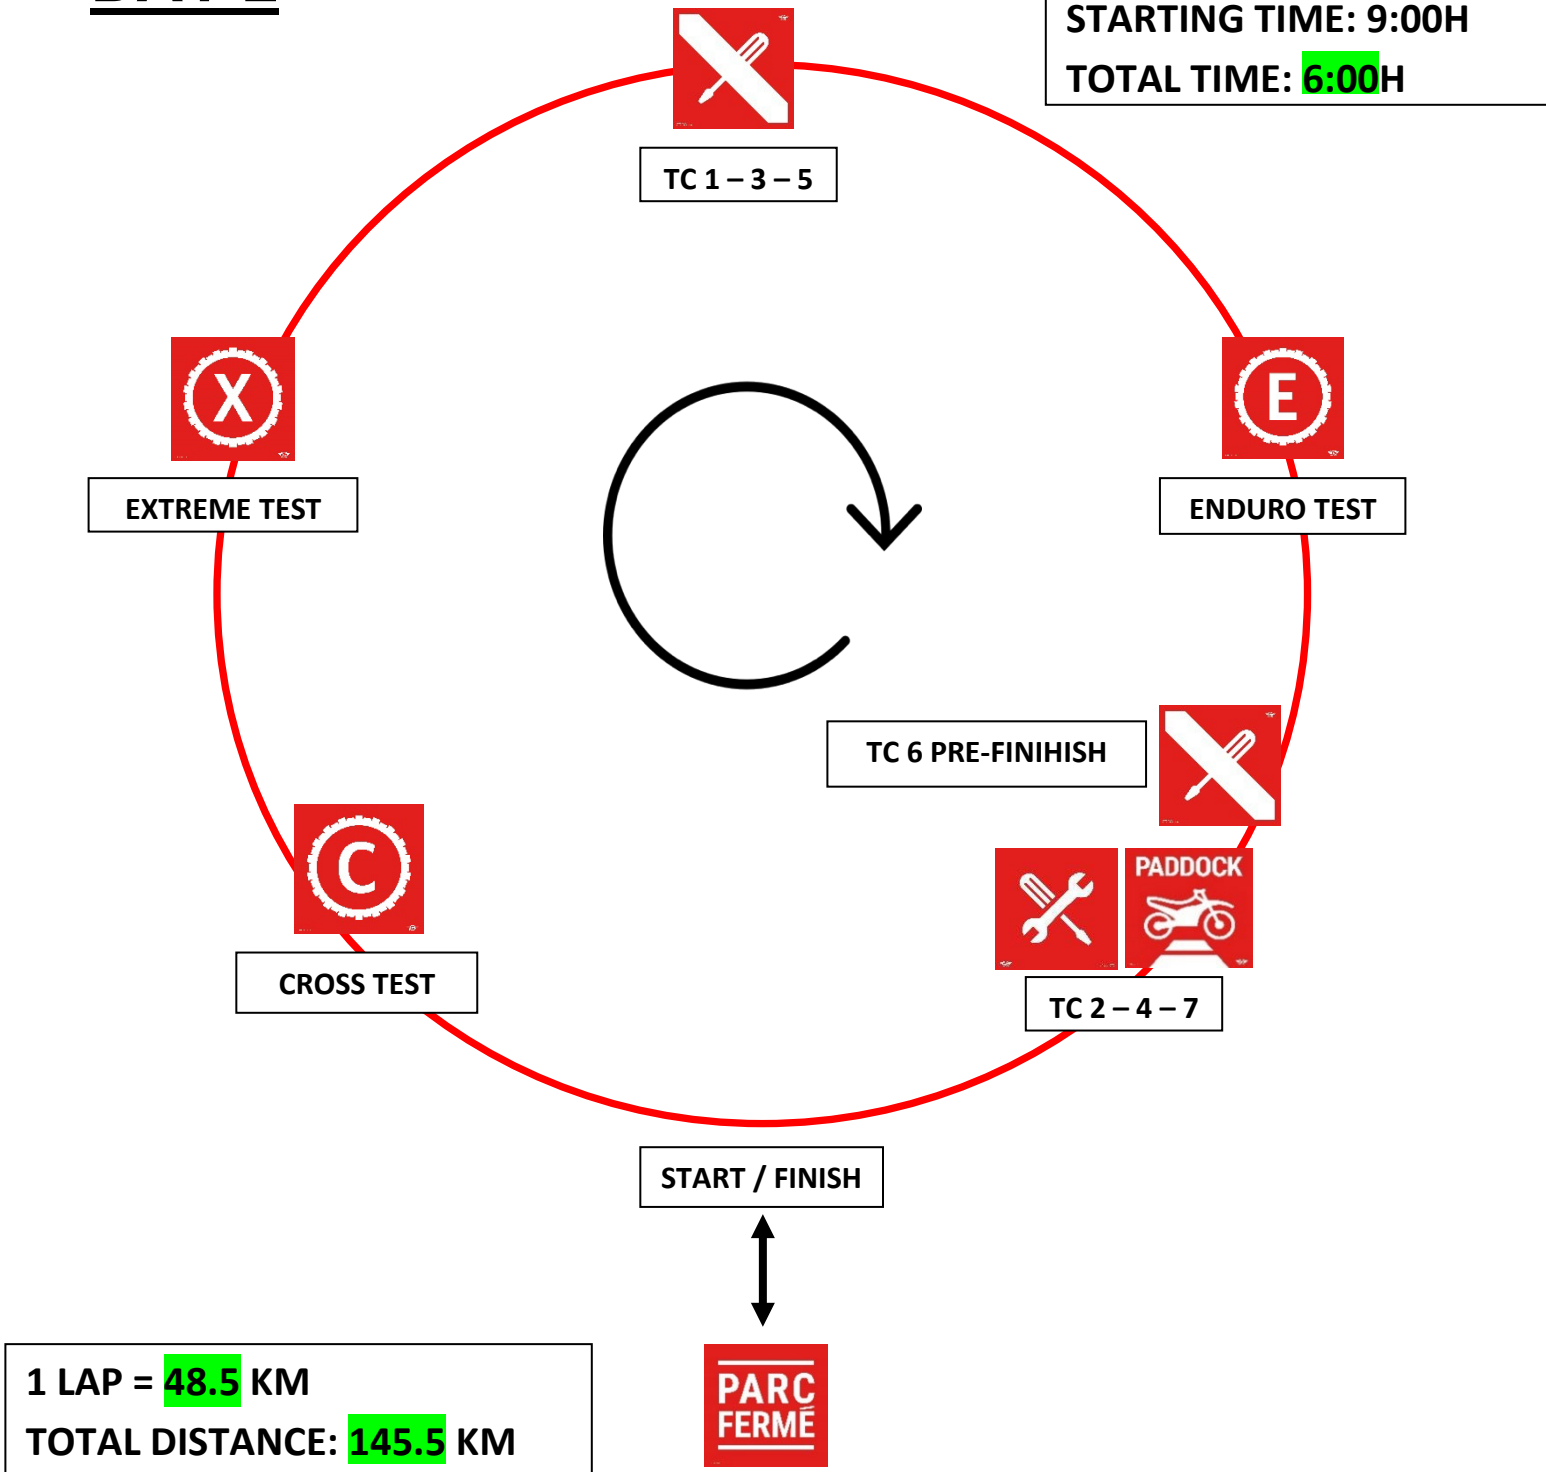 STARTING TIME: 9:00H
TOTAL TIME: 6:00H
TC 1 – 3 – 5
X
E
EXTREME TEST
ENDURO TEST
TC 6 PRE-FINIHISH
C
PADDOCK
CROSS TEST
TC 2 – 4 – 7
START / FINISH
1 LAP = 48.5 KM
TOTAL DISTANCE: 145.5 KM
PARC
FERMÉ